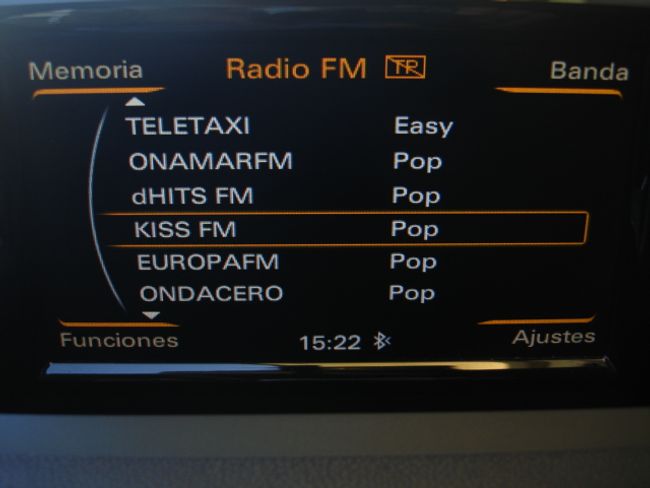 Memoria Radio FM TP Banda
TELETAXI Easy
ONAMARFM Pop
dHITS FM Pop
KISS FM Pop
EUROPAFM Pop
ONDACERO Pop
Funciones 15:22 Ajustes